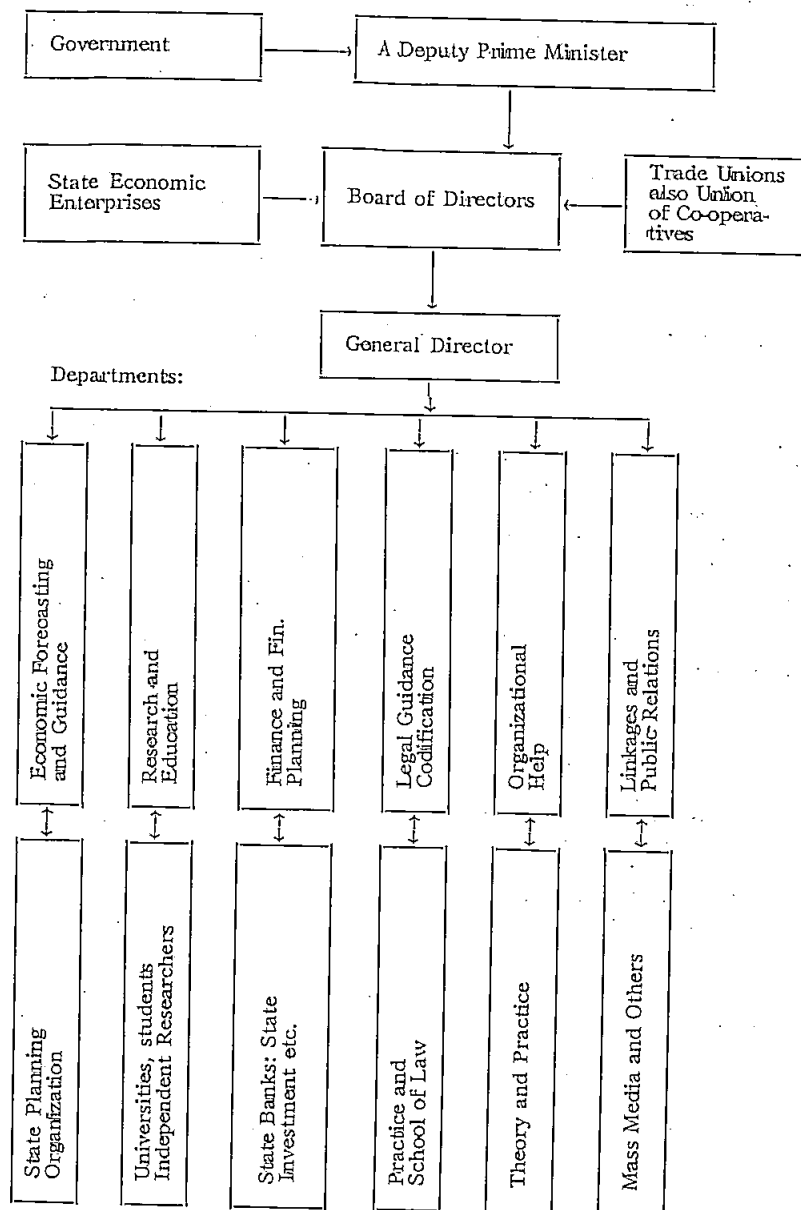 Government
A Deputy Prime Minister
State Economic
Enterprises
Board of Directors
Trade Unions
also Union
of Co-opera-
tives
General Director
Departments:
Economic Forecasting
and Guidance
Research and
Education
Finance and Fin.
Planning
Legal Guidance
Codification
Organizational
Help
Linkages and
Public Relations
State Planning
Organization
Universities, students
Independent Researchers
State Banks: State
Investment etc.
Practice and
School of Law
Theory and Practice
Mass Media and Others